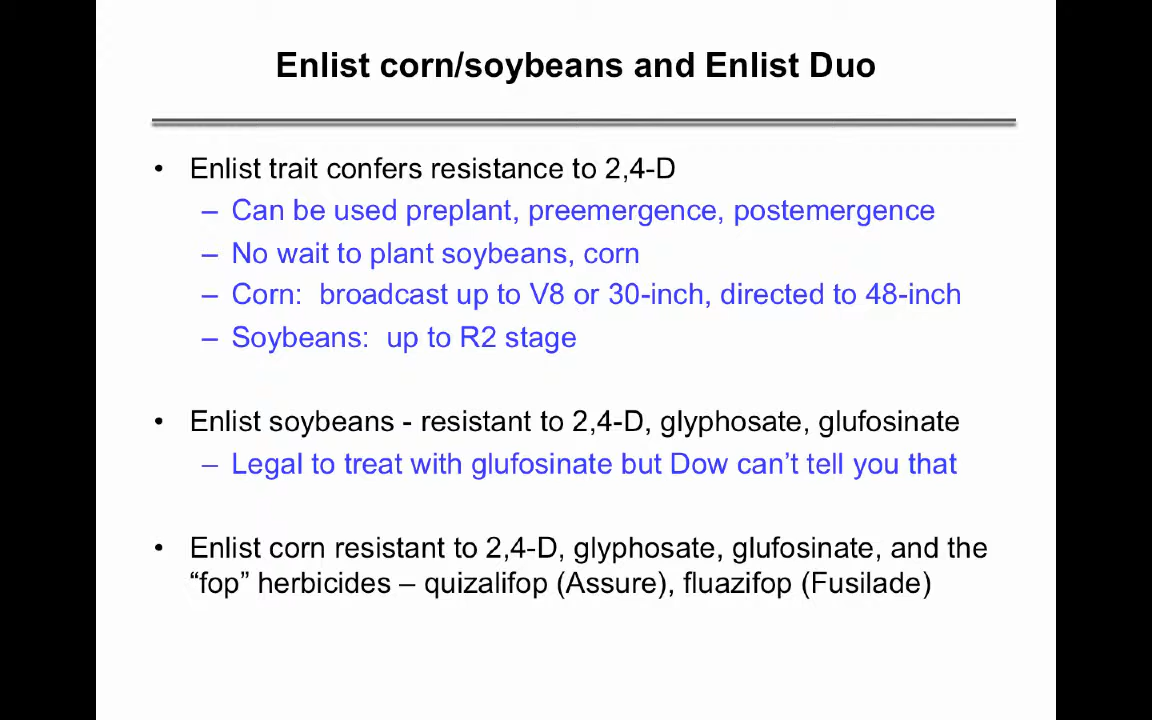 Enlist corn/soybeans and Enlist Duo
• Enlist trait confers resistance to 2,4-D
– Can be used preplant, preemergence, postemergence
– No wait to plant soybeans, corn
– Corn:  broadcast up to V8 or 30-inch, directed to 48-inch
– Soybeans:  up to R2 stage
• Enlist soybeans - resistant to 2,4-D, glyphosate, glufosinate
– Legal to treat with glufosinate but Dow can’t tell you that
• Enlist corn resistant to 2,4-D, glyphosate, glufosinate, and the
“fop” herbicides – quizalifop (Assure), fluazifop (Fusilade)